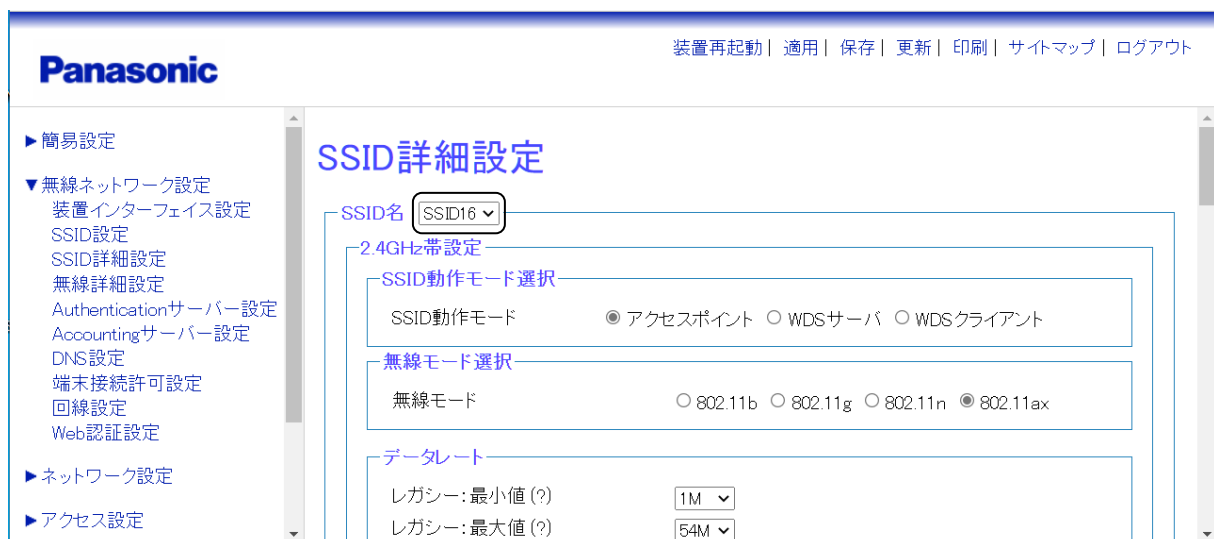 装置再起動| 適用| 保存| 更新| 印刷| サイトマップ| ログアウト
Panasonic
▶簡易設定
▼無線ネットワーク設定
装置インターフェイス設定
SSID設定
SSID詳細設定
無線詳細設定
Authenticationサーバー設定
Accountingサーバー設定
DNS設定
端末接続許可設定
回線設定
Web認証設定
▶ネットワーク設定
▶アクセス設定
SSID詳細設定
SSID名 SSID16
2.4GHz帯設定
SSID動作モード選択
SSID動作モード アクセスポイント WDSサーバ WDSクライアント
無線モード選択
無線モード 802.11b 802.11g 802.11n 802.11ax
データレート
レガシー:最小値(?) 1M
レガシー:最大値(?) 54M